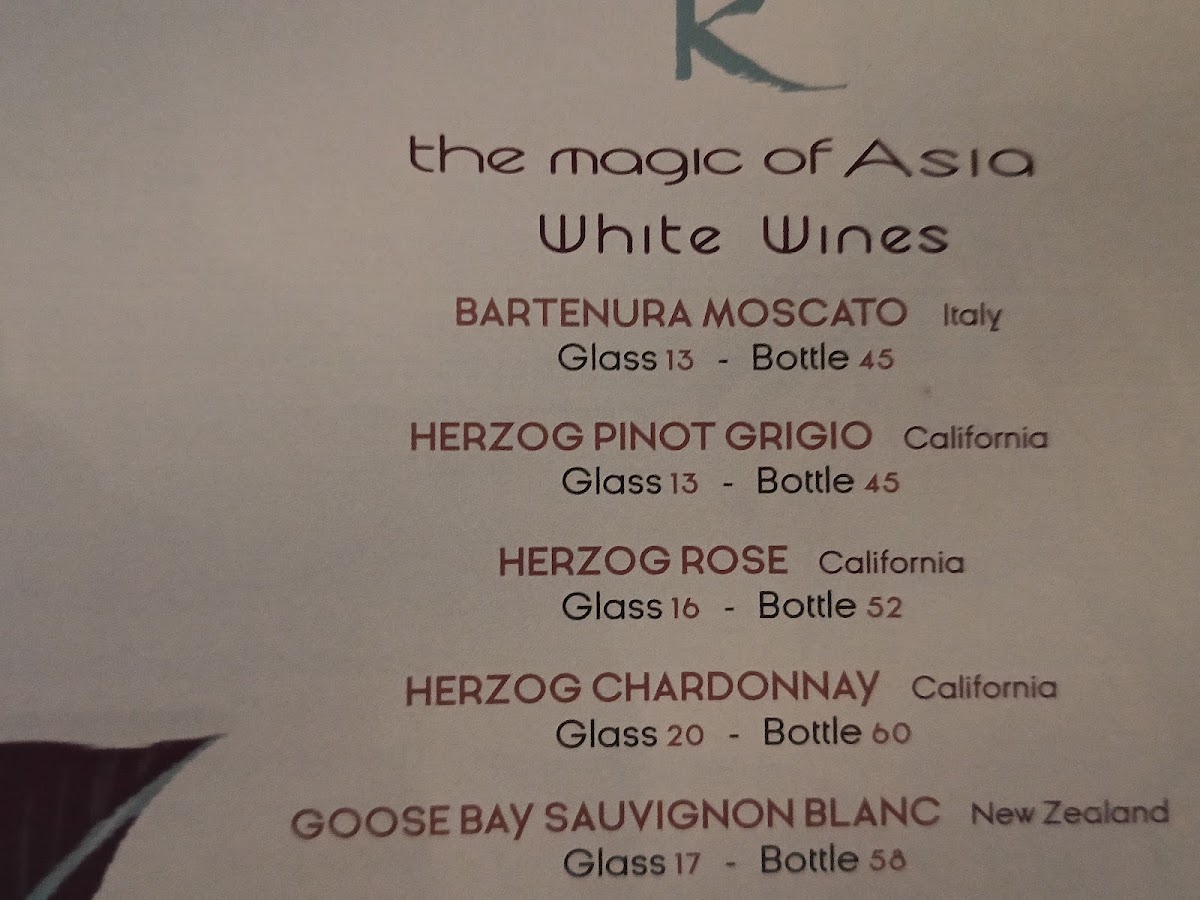 K
the magic of Asia
White Wines
BARTENURA MOSCATO Italy
Glass 13 - Bottle 45
HERZOG PINOT GRIGIO California
Glass 13 - Bottle 45
HERZOG ROSE California
Glass 16 - Bottle 52
HERZOG CHARDONNAY California
Glass 20 - Bottle 60
GOOSE BAY SAUVIGNON BLANC New Zealand
Glass 17 - Bottle 58